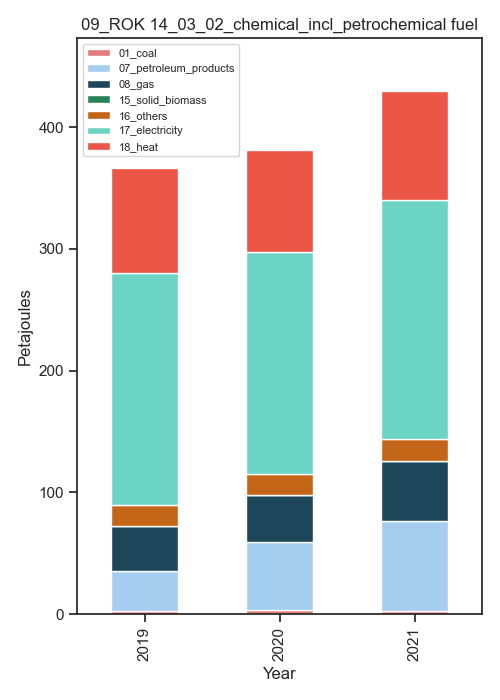 09_ROK 14_03_02_chemical_incl_petrochemical fuel
01_coal
07_petroleum_products
08_gas
15_solid_biomass
16_others
17_electricity
18_heat
400
300
200
100
0
Petajoules
2019
2020
2021
Year